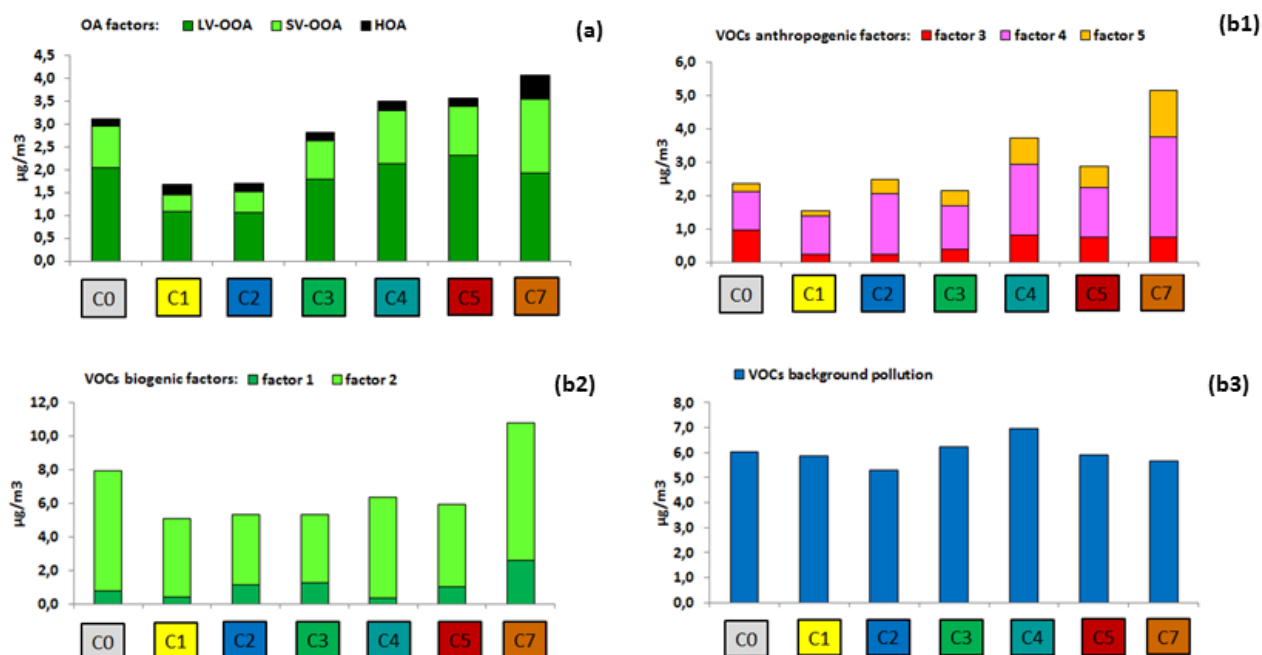 OA factors: LV-OOA SV-OOA HOA (a)
4,5
4,0
3,5
3,0
2,5
2,0
1,5
1,0
0,5
0,0
µg/m3
C0 C1 C2 C3 C4 C5 C7
VOCs anthropogenic factors: factor 3 factor 4 factor 5 (b1)
6,0
5,0
4,0
3,0
2,0
1,0
0,0
µg/m3
C0 C1 C2 C3 C4 C5 C7
VOCs biogenic factors: factor 1 factor 2 (b2)
12,0
10,0
8,0
6,0
4,0
2,0
0,0
µg/m3
C0 C1 C2 C3 C4 C5 C7
VOCs background pollution (b3)
8,0
7,0
6,0
5,0
4,0
3,0
2,0
1,0
0,0
µg/m3
C0 C1 C2 C3 C4 C5 C7